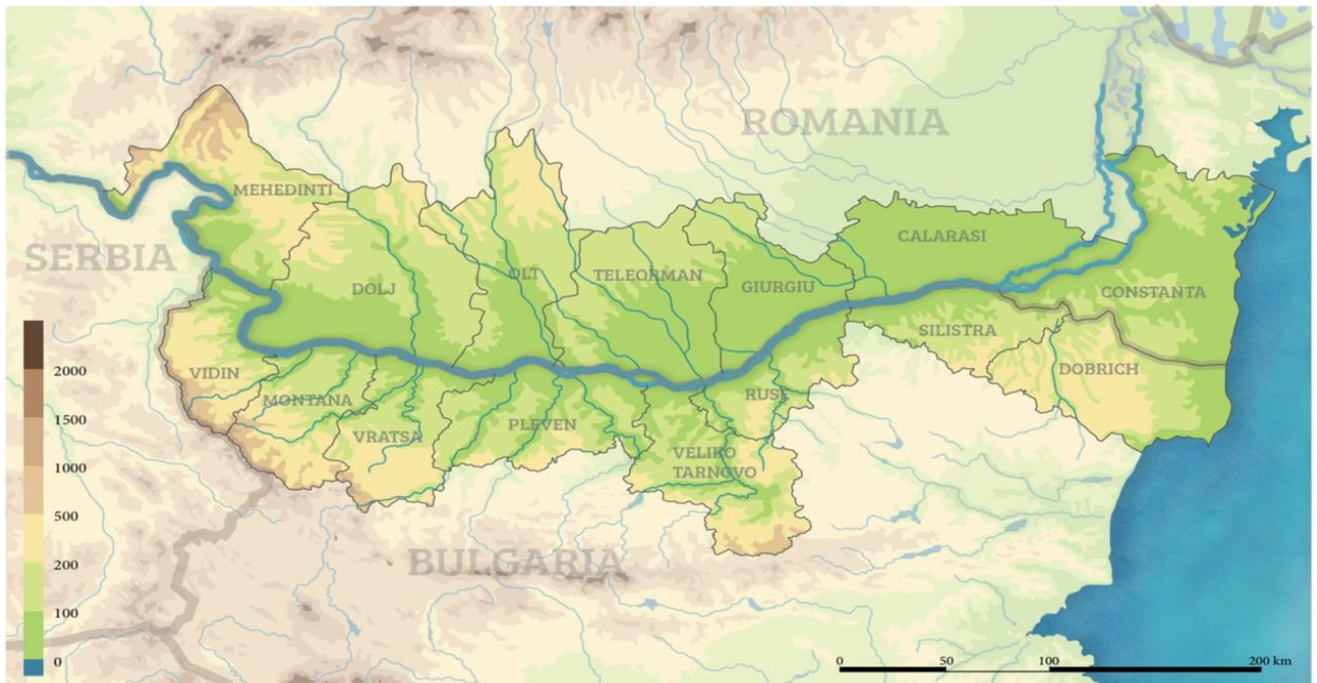 ROMANIA
MEHEDINTI
SERBIA
CALARASI
OLT
TELEORMAN
GIURGIU
DOLJ
CONSTANTA
SILISTRA
VIDIN
DOBRICH
MONTANA
RUSE
PLEVEN
VRATSA
VELIKO
TARNOVO
BULGARIA
2000
1500
1000
500
200
100
0
0 50 100 200 km